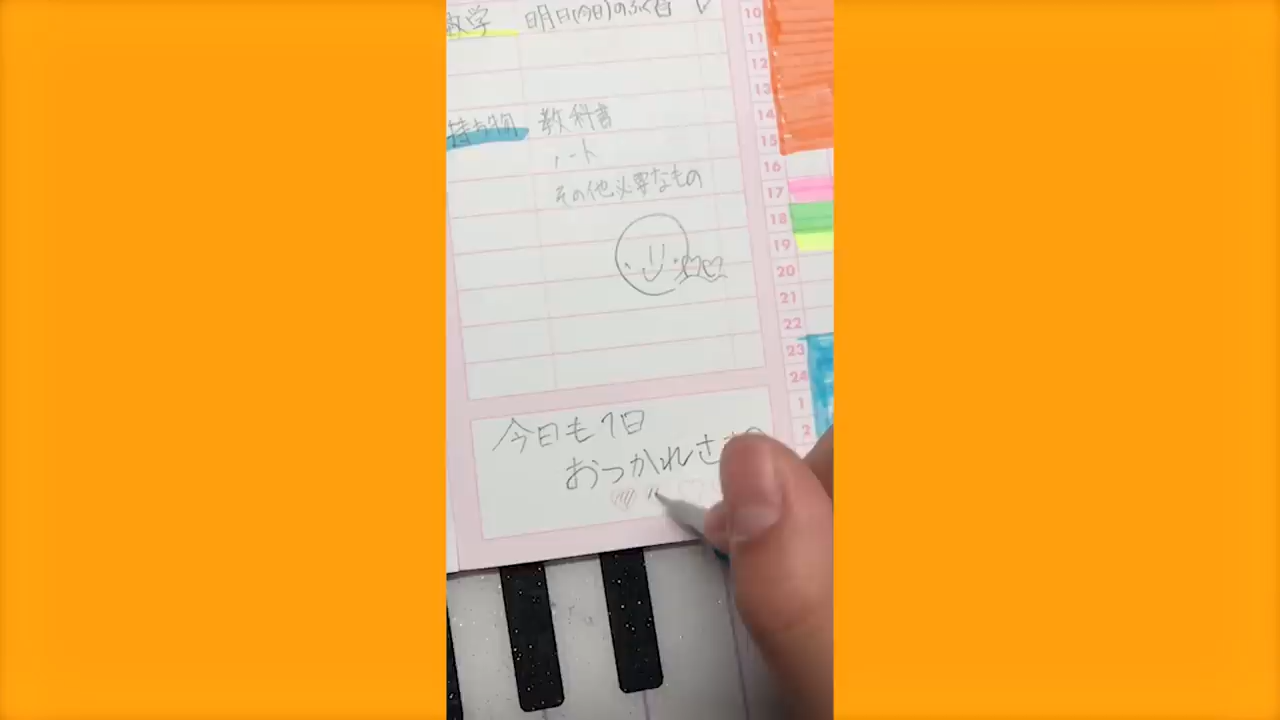 数学 明日(今日)のふく習
持ち物 教科書
ノート
その他必要なもの
今日も1日
おつかれさ
10
11
12
13
14
15
16
17
18
19
20
21
22
23
24
1
2